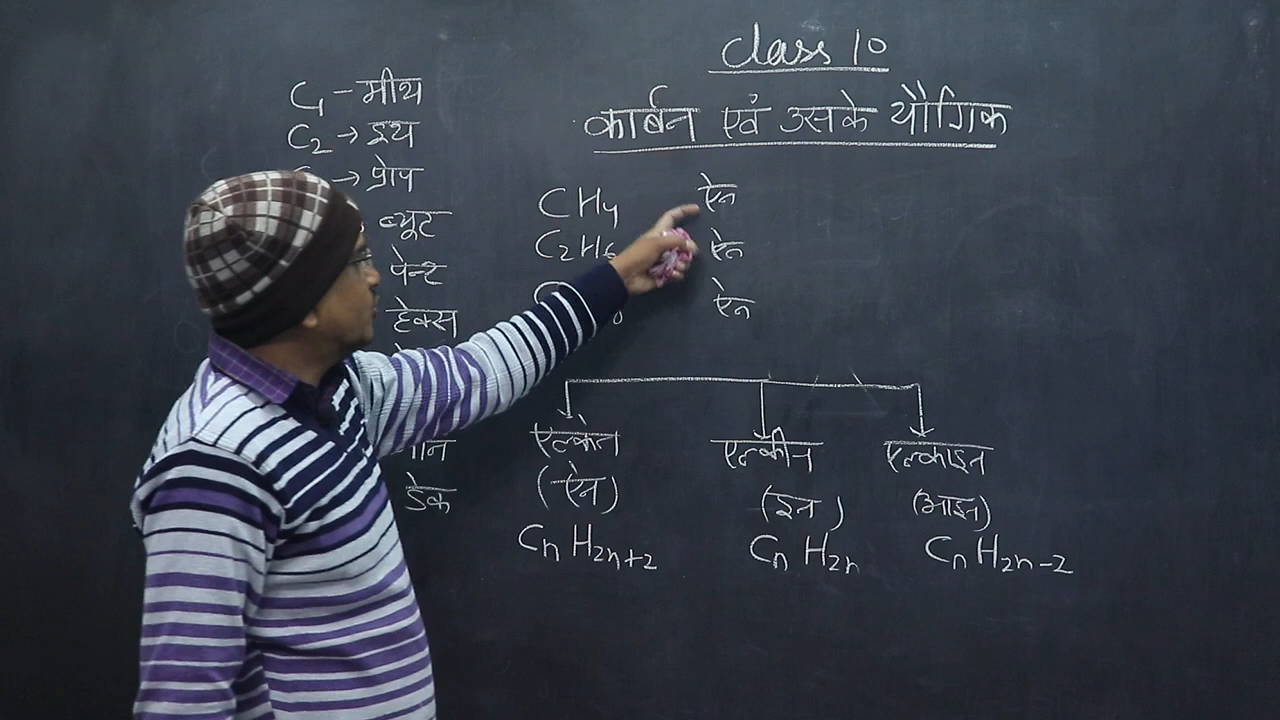 Class 10
कार्बन एवं उसके यौगिक
C1 - मीथ
C2 → इथ
→ प्रोप
ब्यूट
पेन्ट
हेक्स
डेक
CH4 ऐन
C2H6 ऐन
ऐन
एल्केन एल्कीन एल्काइन
(ऐन) (इन) (आइन)
CnH2n+2 CnH2n CnH2n-2